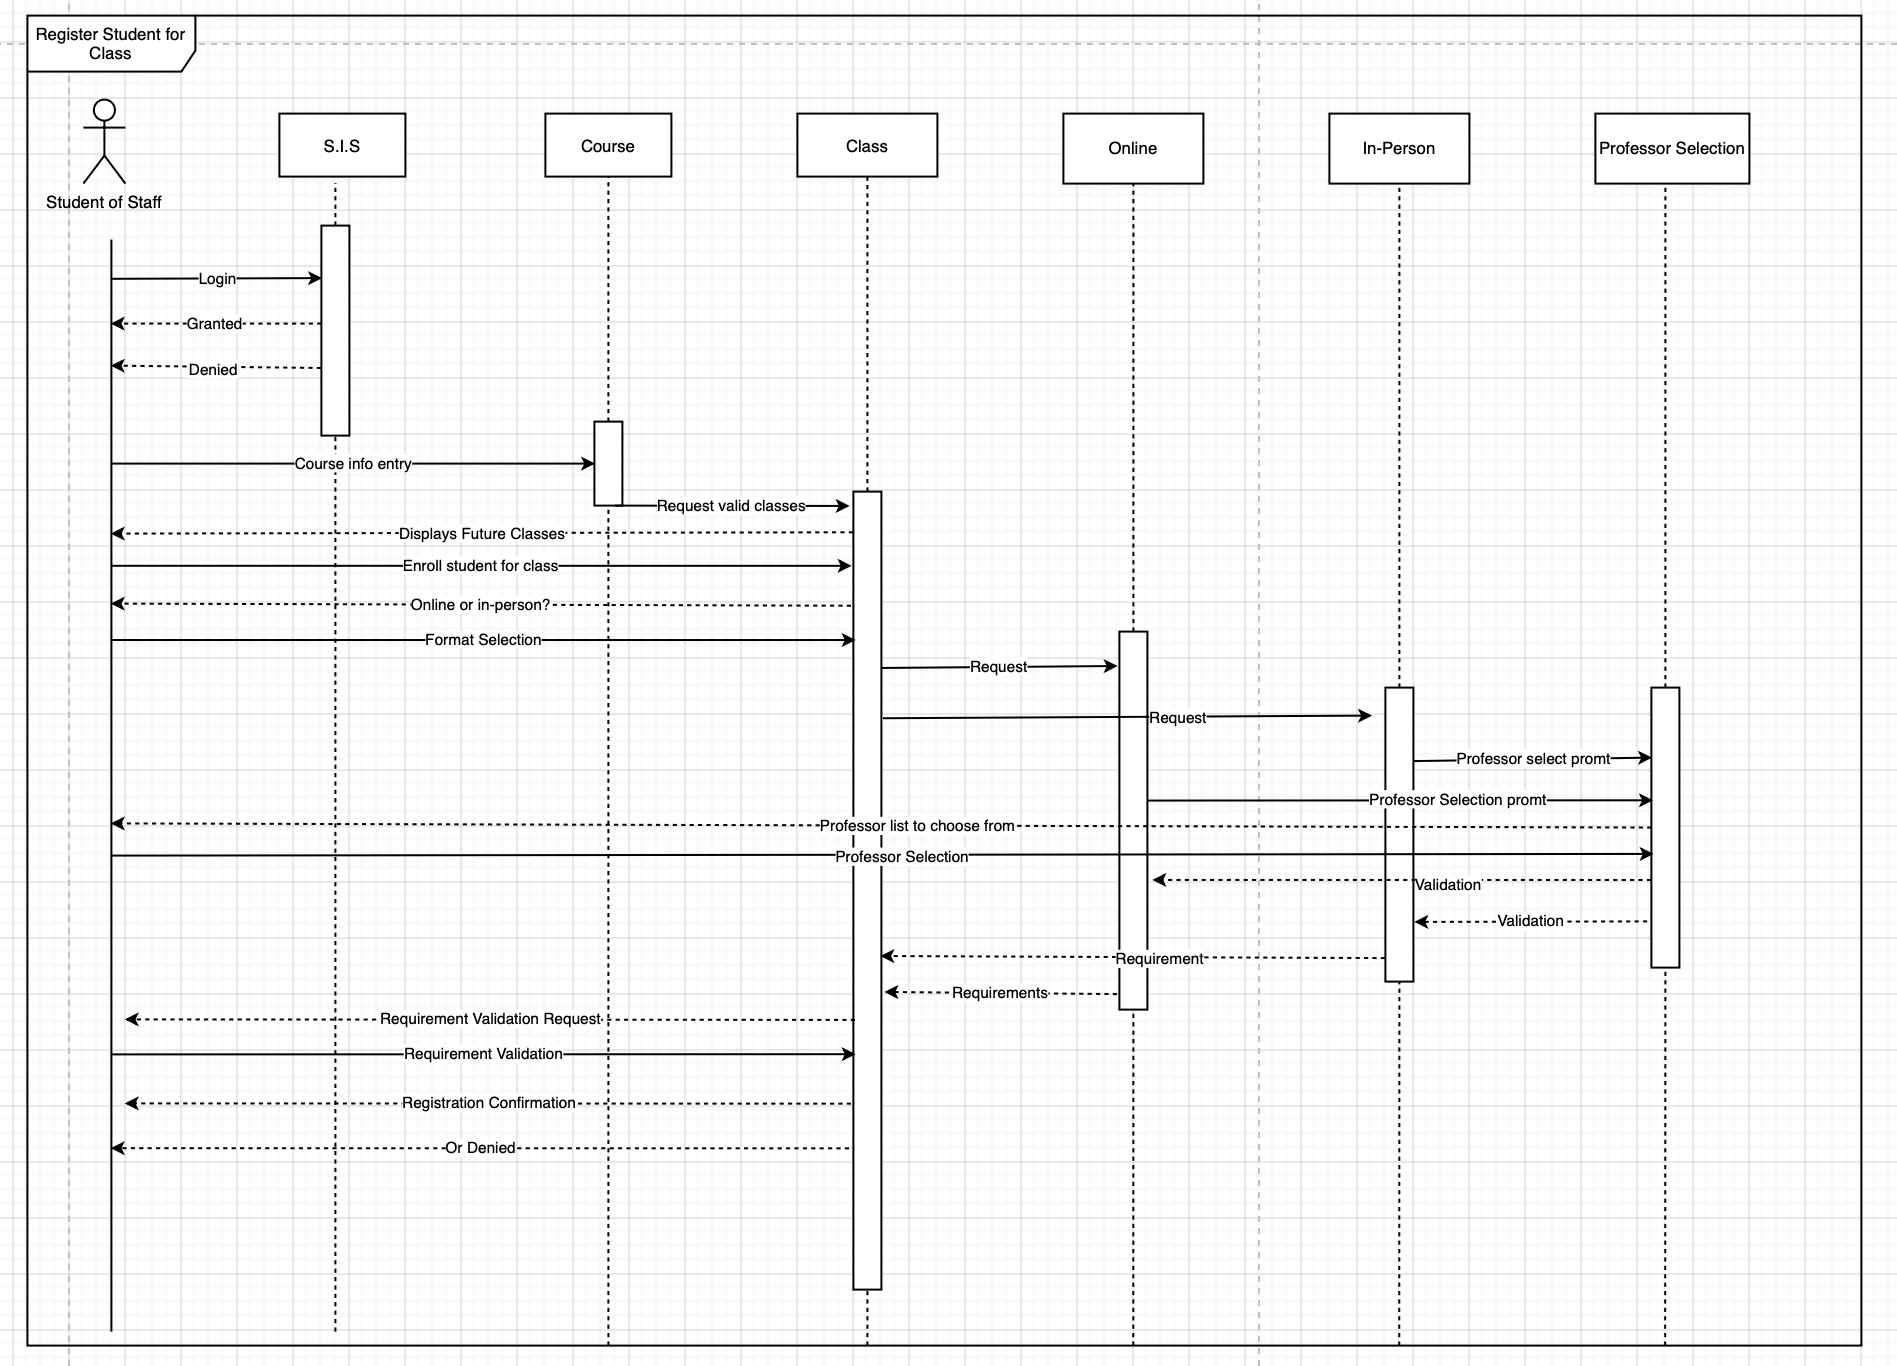 Register Student for
Class
Student of Staff
S.I.S
Course
Class
Online
In-Person
Professor Selection
Login
Granted
Denied
Course info entry
Request valid classes
Displays Future Classes
Enroll student for class
Online or in-person?
Format Selection
Request
Request
Professor select promt
Professor Selection promt
Professor list to choose from
Professor Selection
Validation
Validation
Requirement
Requirements
Requirement Validation Request
Requirement Validation
Registration Confirmation
Or Denied